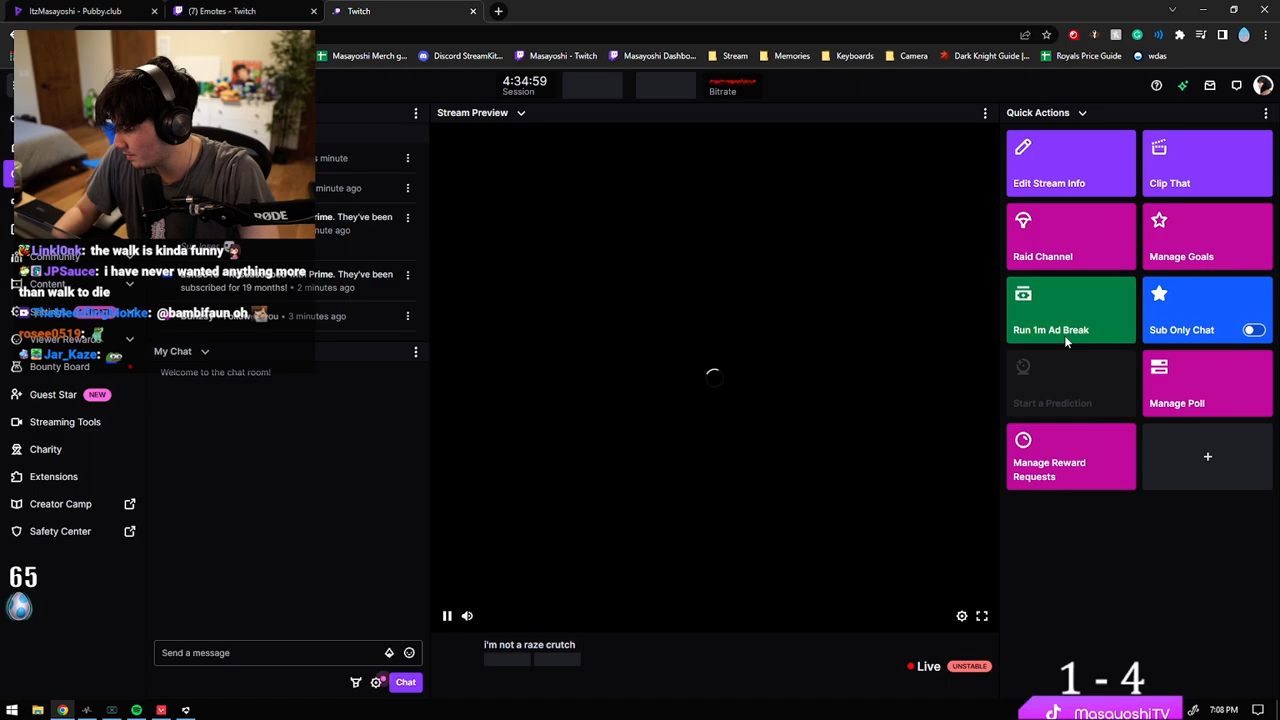 ItzMasayoshi - Pubby.club
(7) Emotes - Twitch
Twitch
Masayoshi Merch g...
Discord StreamKit...
Masayoshi - Twitch
Masayoshi Dashbo...
Stream
Memories
Keyboards
Camera
Dark Knight Guide [...
Royals Price Guide
wdas
4:34:59
Session
Bitrate
Stream Preview
Quick Actions
s minute
minute ago
Prime. They've been
ute ago
RØDE
Linkl0nk: the walk is kinda funny
JPSauce: i have never wanted anything more
than walk to die
Prime. They've been
subscribed for 19 months! • 2 minutes ago
@bambifaun oh
3 minutes ago
rosee0519:
Jar_Kaze:
Community
Content
Viewer Rewards
Bounty Board
Guest Star NEW
Streaming Tools
Charity
Extensions
Creator Camp
Safety Center
65
My Chat
Welcome to the chat room!
Send a message
Chat
i'm not a raze crutch
Live UNSTABLE
Edit Stream Info
Clip That
Raid Channel
Manage Goals
Run 1m Ad Break
Sub Only Chat
Start a Prediction
Manage Poll
Manage Reward
Requests
+
1 - 4
MasayoshiTV
7:08 PM